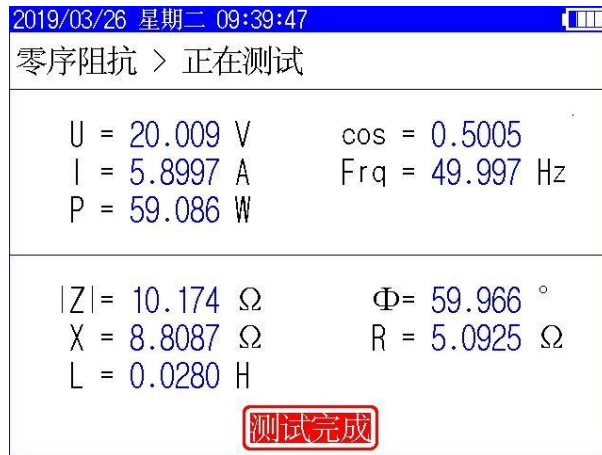 2019/03/26 星期二 09:39:47
零序阻抗 > 正在测试
U = 20.009 V cos = 0.5005
I = 5.8997 A Frq = 49.997 Hz
P = 59.086 W
|Z|= 10.174 Ω Φ= 59.966 °
X = 8.8087 Ω R = 5.0925 Ω
L = 0.0280 H
测试完成